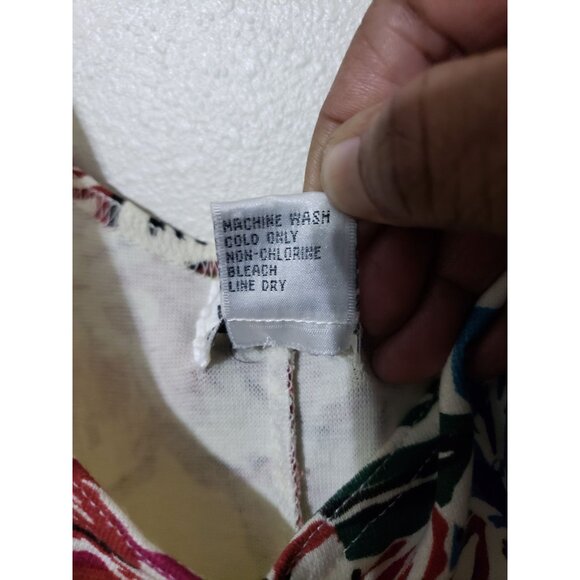 MACHINE WASH
COLD ONLY
NON-CHLORINE
BLEACH
LINE DRY